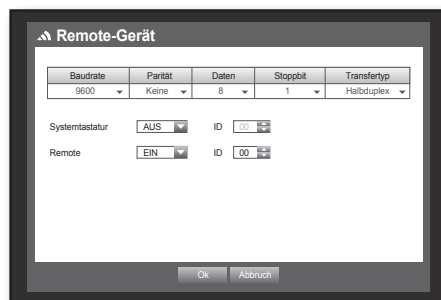 Remote-Gerät
Baudrate Parität Daten Stoppbit Transfertyp
9600 Keine 8 1 Halbduplex
Systemtastatur AUS ID 00
Remote EIN ID 00
Ok Abbruch